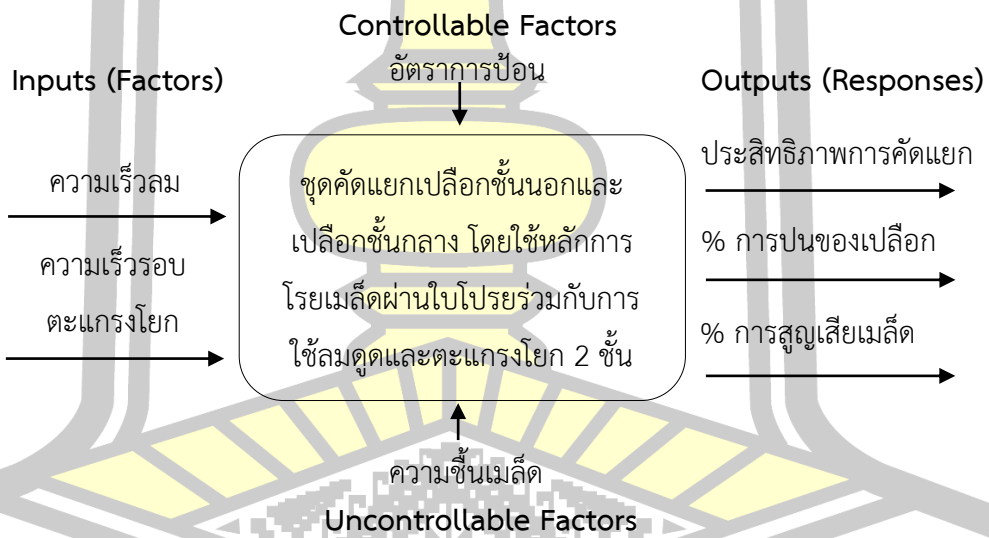 Controllable Factors
อัตราการป้อน
Inputs (Factors)
ความเร็วลม
ความเร็วรอบ
ตะแกรงโยก
ชุดคัดแยกเปลือกชั้นนอกและ
เปลือกชั้นกลาง โดยใช้หลักการ
โรยเมล็ดผ่านใบโปรยร่วมกับการ
ใช้ลมดูดและตะแกรงโยก 2 ชั้น
Outputs (Responses)
ประสิทธิภาพการคัดแยก
% การปนของเปลือก
% การสูญเสียเมล็ด
ความชื้นเมล็ด
Uncontrollable Factors